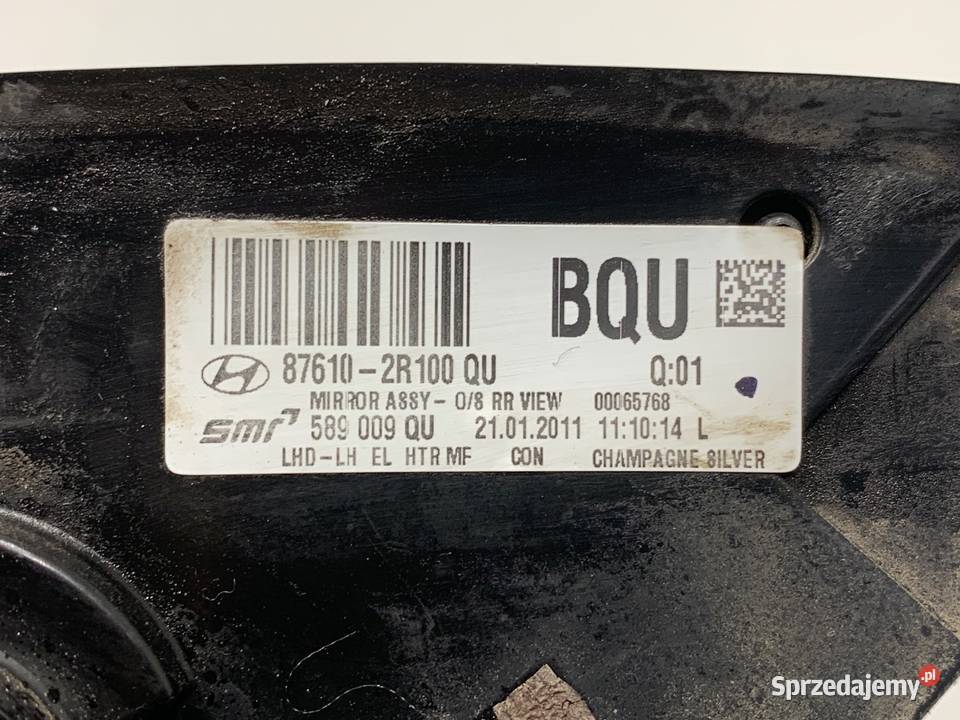 BQU
87610-2R100 QU Q:01
MIRROR ASSY- O/S RR VIEW 00065768
smr 589 009 QU 21.01.2011 11:10:14 L
LHD-LH EL HTR MF CON CHAMPAGNE SILVER
Sprzedajemy.pl